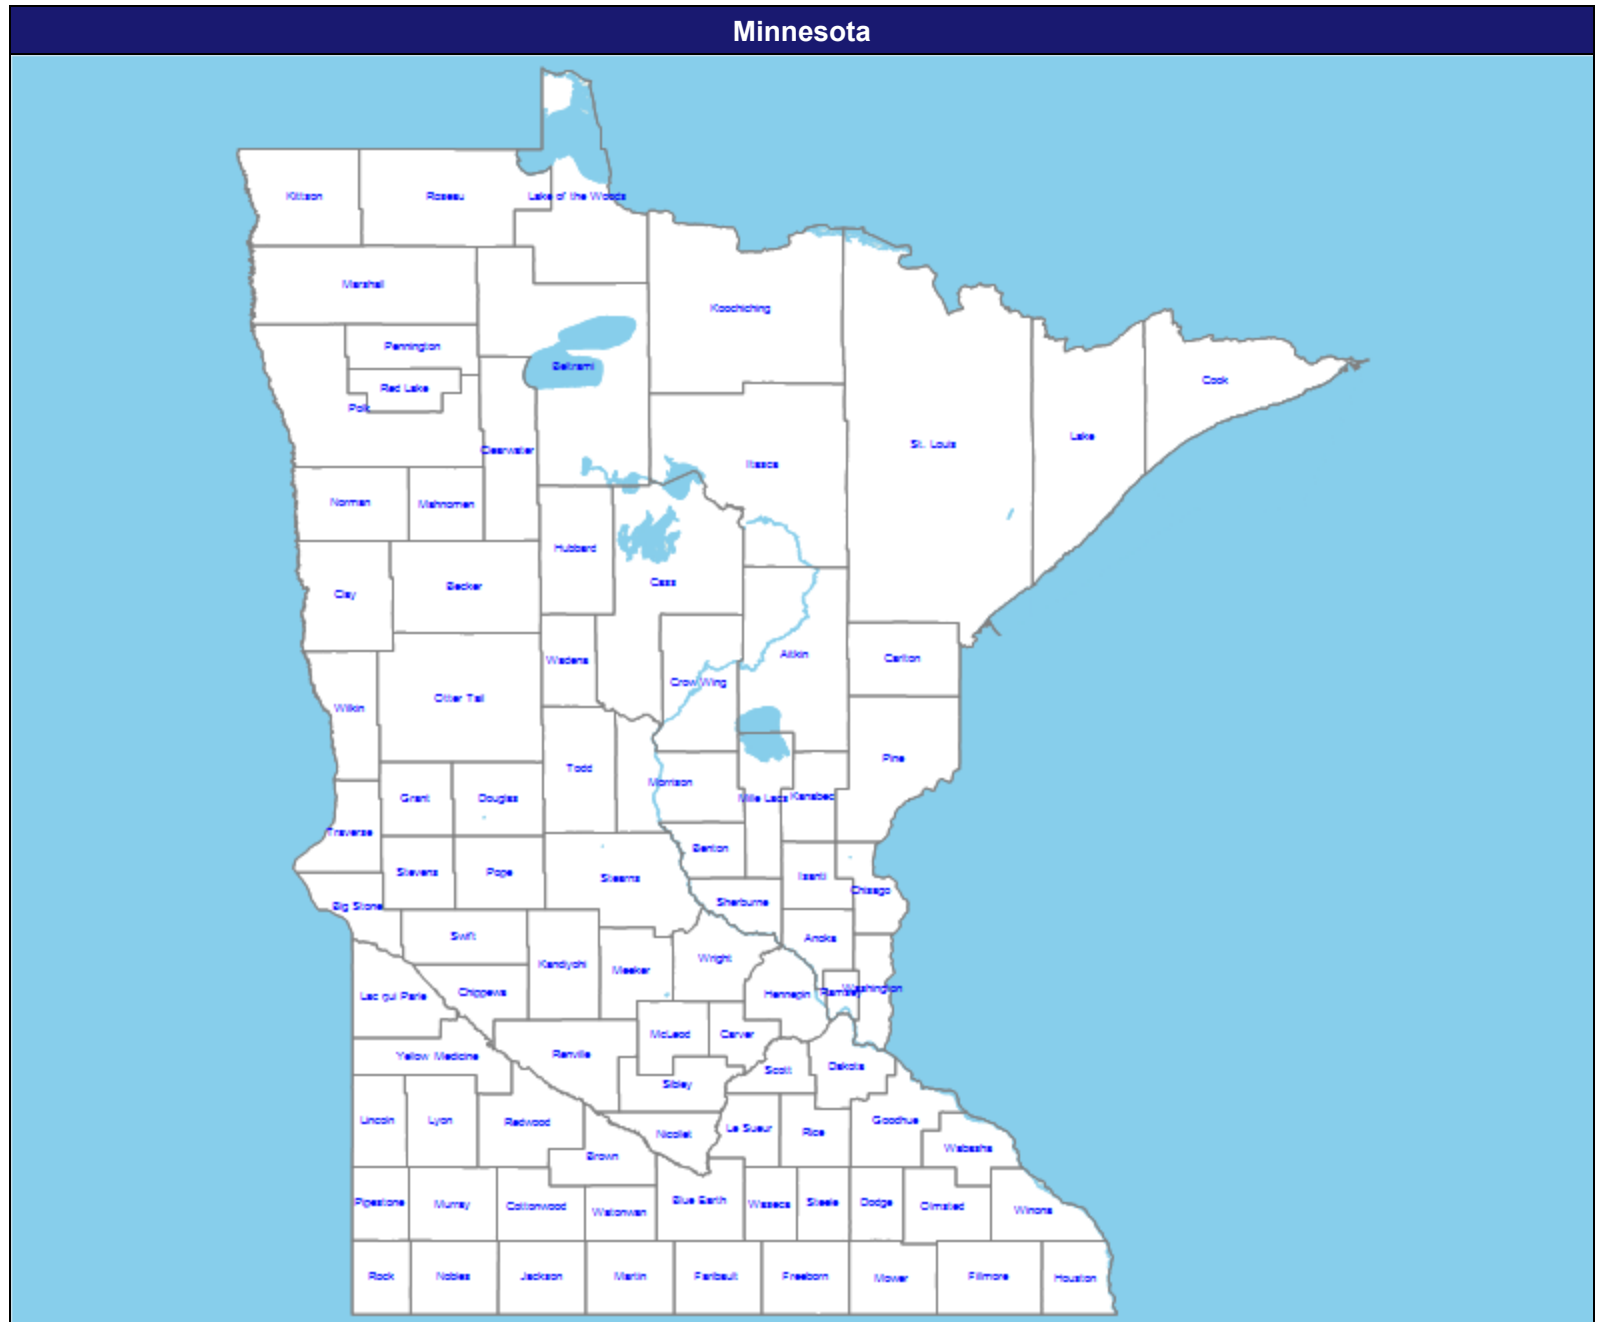 Minnesota
Kittson
Roseau
Lake of the Woods
Marshall
Koochiching
Pennington
Beltrami
Red Lake
Cook
Polk
Lake
St. Louis
Clearwater
Itasca
Norman
Mahnomen
Hubbard
Cass
Becker
Clay
Aitkin
Carlton
Wadena
Crow Wing
Otter Tail
Wilkin
Pine
Todd
Morrison
Grant
Douglas
Mille Lacs
Kanabec
Traverse
Benton
Stevens
Pope
Stearns
Isanti
Chisago
Sherburne
Big Stone
Swift
Anoka
Wright
Kandiyohi
Meeker
Washington
Lac qui Parle
Chippewa
Hennepin
Ramsey
McLeod
Carver
Yellow Medicine
Renville
Dakota
Scott
Sibley
Lincoln
Lyon
Redwood
Goodhue
Le Sueur
Rice
Nicollet
Wabasha
Brown
Pipestone
Murray
Cottonwood
Watonwan
Blue Earth
Waseca
Steele
Dodge
Olmsted
Winona
Rock
Nobles
Jackson
Martin
Faribault
Freeborn
Mower
Fillmore
Houston